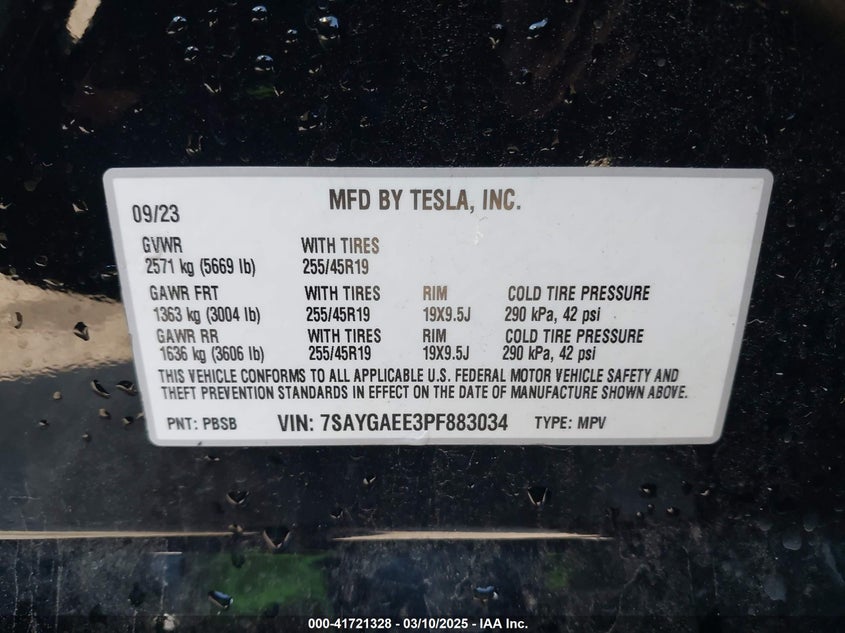 MFD BY TESLA, INC.
09/23
GVWR WITH TIRES
2571 kg (5669 lb) 255/45R19
GAWR FRT WITH TIRES RIM COLD TIRE PRESSURE
1363 kg (3004 lb) 255/45R19 19X9.5J 290 kPa, 42 psi
GAWR RR WITH TIRES RIM COLD TIRE PRESSURE
1636 kg (3606 lb) 255/45R19 19X9.5J 290 kPa, 42 psi
THIS VEHICLE CONFORMS TO ALL APPLICABLE U.S. FEDERAL MOTOR VEHICLE SAFETY AND
THEFT PREVENTION STANDARDS IN EFFECT ON THE DATE OF MANUFACTURE SHOWN ABOVE.
PNT: PBSB VIN: 7SAYGAEE3PF883034 TYPE: MPV
000-41721328 — 03/10/2025 — IAA Inc.